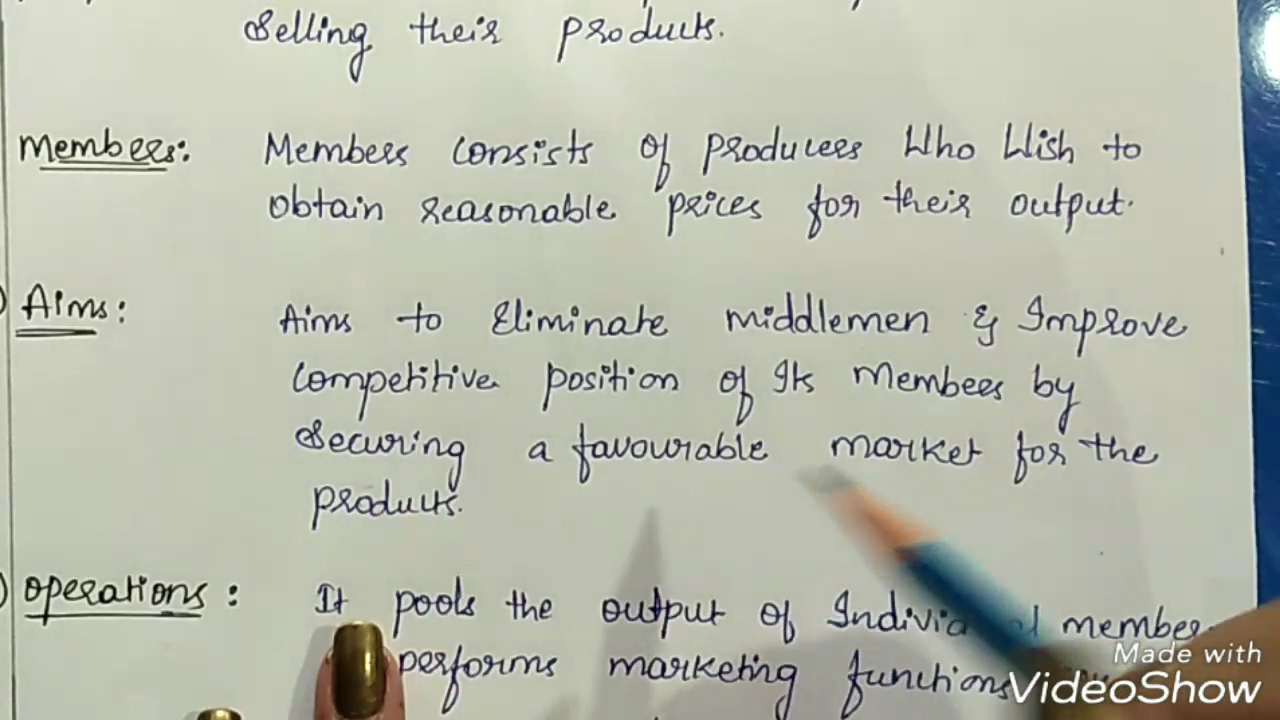 Selling their products.
Members: Members consists of producers Who Wish to
obtain reasonable prices for their output.
Aims: Aims to Eliminate middlemen & Improve
competitive position of Its Members by
Securing a favourable market for the
products.
operations: It pools the output of member
performs marketing functions
Made with
VideoShow